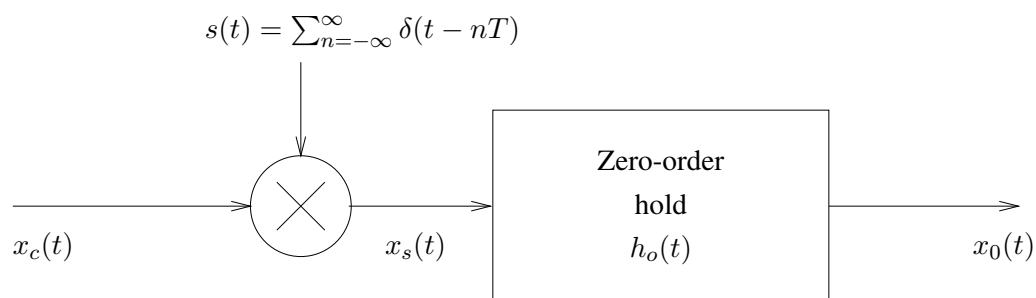 s(t) = ∑_{n=-∞}^{∞} δ(t − nT)
Zero-order
hold
h_o(t)
x_c(t)
x_s(t)
x_0(t)